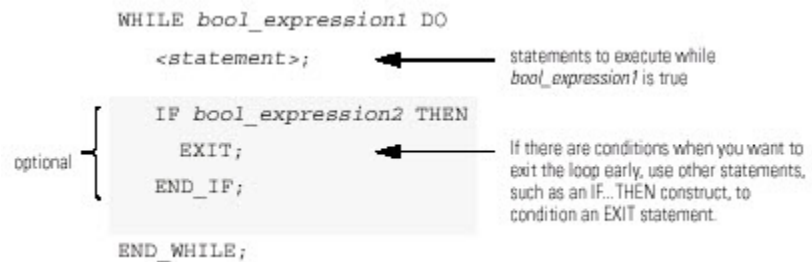 WHILE bool_expression1 DO
<statement>;
statements to execute while
bool_expression1 is true
optional
IF bool_expression2 THEN
EXIT;
END_IF;
If there are conditions when you want to
exit the loop early, use other statements,
such as an IF...THEN construct, to
condition an EXIT statement.
END_WHILE;